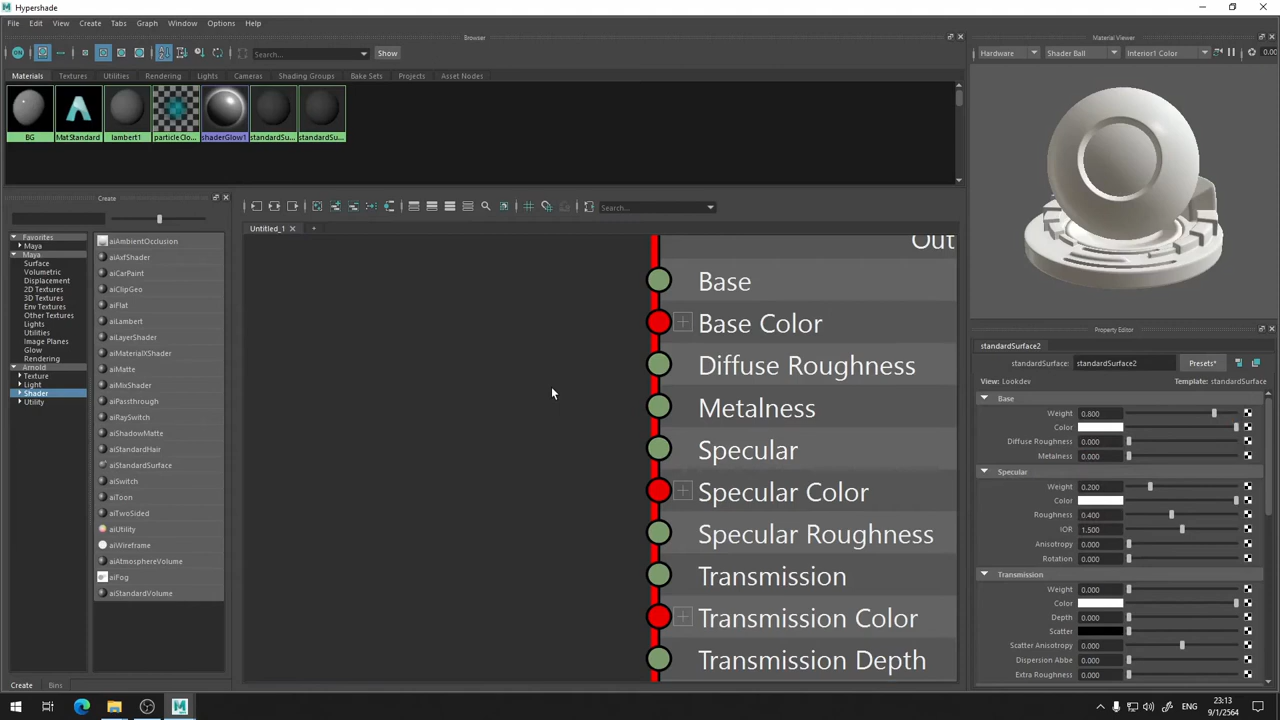 Hypershade
File Edit View Create Tabs Graph Window Options Help
Browser
Material Viewer
ON
Search...
Show
Hardware
Shader Ball
Interior1 Color
0.00
Materials Textures Utilities Rendering Lights Cameras Shading Groups Bake Sets Projects Asset Nodes
BG
MatStandard
lambert1
particleClo...
shaderGlow1
standardSu...
standardSu...
Create
Search...
Untitled_1
+
Favorites
Maya
Maya
Surface
Volumetric
Displacement
2D Textures
3D Textures
Env Textures
Other Textures
Lights
Utilities
Image Planes
Glow
Rendering
Arnold
Texture
Light
Shader
Utility
aiAmbientOcclusion
aiAxfShader
aiCarPaint
aiClipGeo
aiFlat
aiLambert
aiLayerShader
aiMaterialXShader
aiMatte
aiMixShader
aiPassthrough
aiRaySwitch
aiShadowMatte
aiStandardHair
aiStandardSurface
aiSwitch
aiToon
aiTwoSided
aiUtility
aiWireframe
aiAtmosphereVolume
aiFog
aiStandardVolume
Out
Base
Base Color
Diffuse Roughness
Metalness
Specular
Specular Color
Specular Roughness
Transmission
Transmission Color
Transmission Depth
Property Editor
standardSurface2
standardSurface: standardSurface2 Presets*
View: Lookdev Template: standardSurface
Base
Weight 0.800
Color
Diffuse Roughness 0.000
Metalness 0.000
Specular
Weight 0.200
Color
Roughness 0.400
IOR 1.500
Anisotropy 0.000
Rotation 0.000
Transmission
Weight 0.000
Color
Depth 0.000
Scatter
Scatter Anisotropy 0.000
Dispersion Abbe 0.000
Extra Roughness 0.000
Create Bins
ENG
23:13
9/1/2564